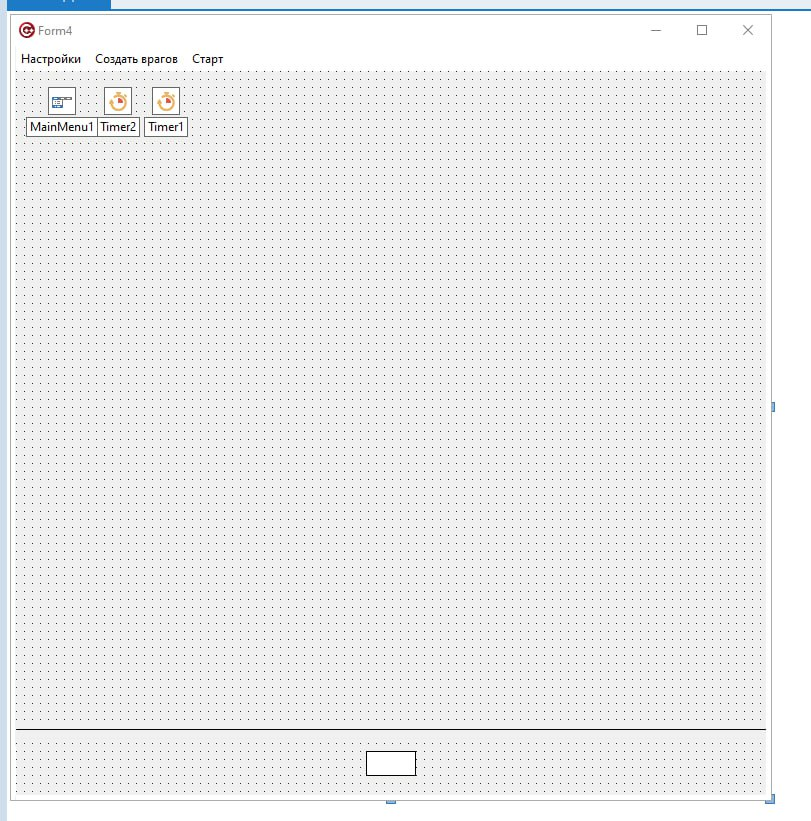 Form4
Настройки Создать врагов Старт
MainMenu1 Timer2 Timer1